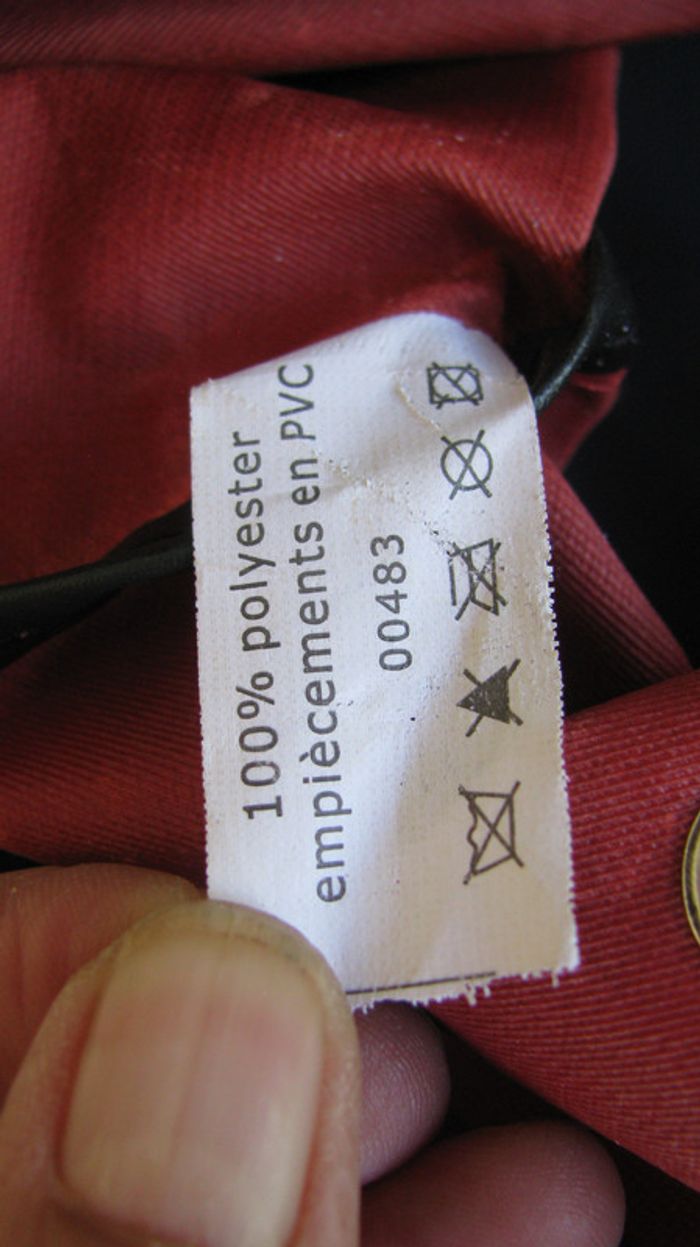 100% polyester
empiècements en PVC
00483